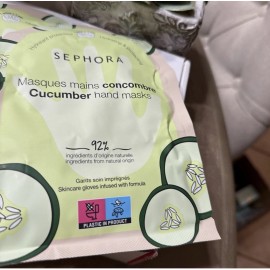 SEPHORA
Masques mains concombre
Cucumber hand masks
92%
ingredients d'origine naturelle
ingredients from natural origin
Gants soin imprégnés
Skincare gloves infused with formula
PLASTIC IN PRODUCT